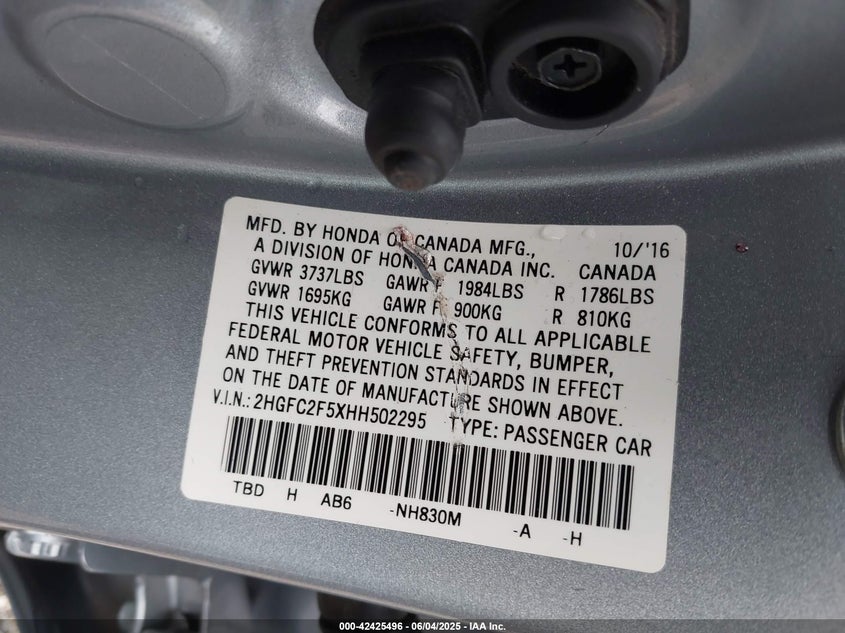 MFD. BY HONDA OF CANADA MFG., 10/'16
A DIVISION OF HONDA CANADA INC. CANADA
GVWR 3737LBS GAWR F 1984LBS R 1786LBS
GVWR 1695KG GAWR F 900KG R 810KG
THIS VEHICLE CONFORMS TO ALL APPLICABLE
FEDERAL MOTOR VEHICLE SAFETY, BUMPER,
AND THEFT PREVENTION STANDARDS IN EFFECT
ON THE DATE OF MANUFACTURE SHOWN ABOVE.
V.I.N.: 2HGFC2F5XHH502295 TYPE: PASSENGER CAR
TBD H AB6 -NH830M -A -H
000-42425496 - 06/04/2025 - IAA Inc.